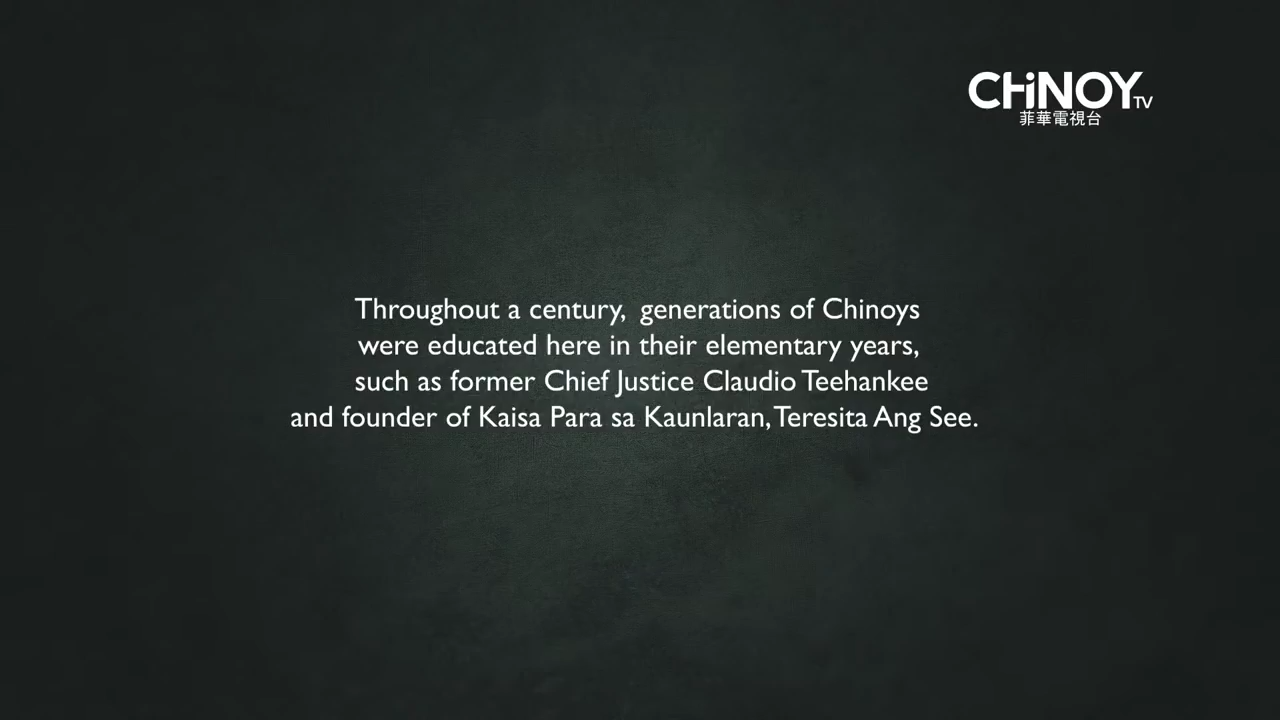 CHiNOY TV
菲華電視台
Throughout a century, generations of Chinoys
were educated here in their elementary years,
such as former Chief Justice Claudio Teehankee
and founder of Kaisa Para sa Kaunlaran, Teresita Ang See.